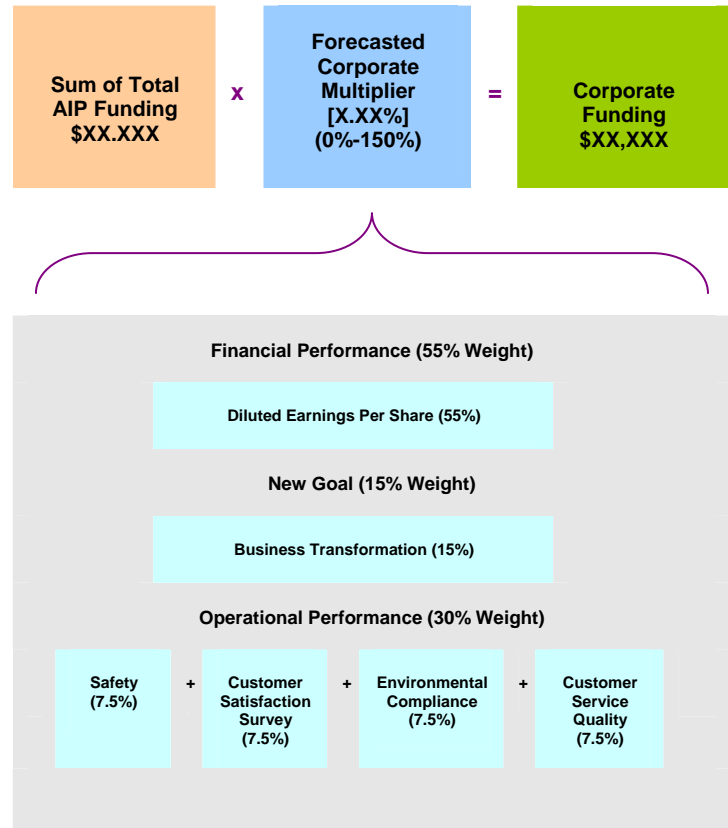 Sum of Total
AIP Funding
$XX.XXX
x
Forecasted
Corporate
Multiplier
[X.XX%]
(0%-150%)
=
Corporate
Funding
$XX,XXX
Financial Performance (55% Weight)
Diluted Earnings Per Share (55%)
New Goal (15% Weight)
Business Transformation (15%)
Operational Performance (30% Weight)
Safety
(7.5%)
+
Customer
Satisfaction
Survey
(7.5%)
+
Environmental
Compliance
(7.5%)
+
Customer
Service
Quality
(7.5%)